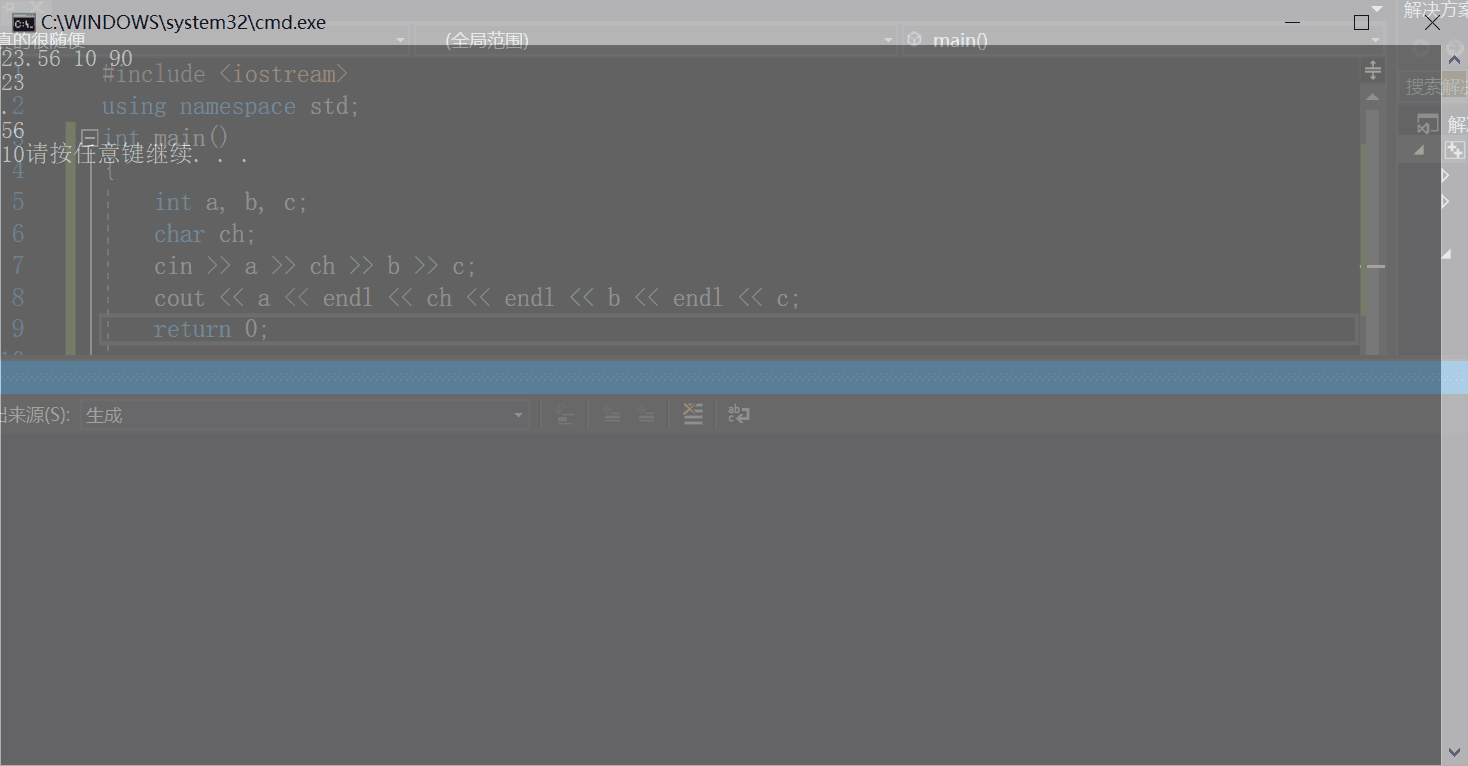 C:\WINDOWS\system32\cmd.exe
解决方案
真的很随便
(全局范围)
main()
23.56 10 90
23
.
56
10请按任意键继续. . .
#include <iostream>
2 using namespace std;
int main()
4 {
5 int a, b, c;
6 char ch;
7 cin >> a >> ch >> b >> c;
8 cout << a << endl << ch << endl << b << endl << c;
9 return 0;
搜索解决
解决
出来源(S):
生成